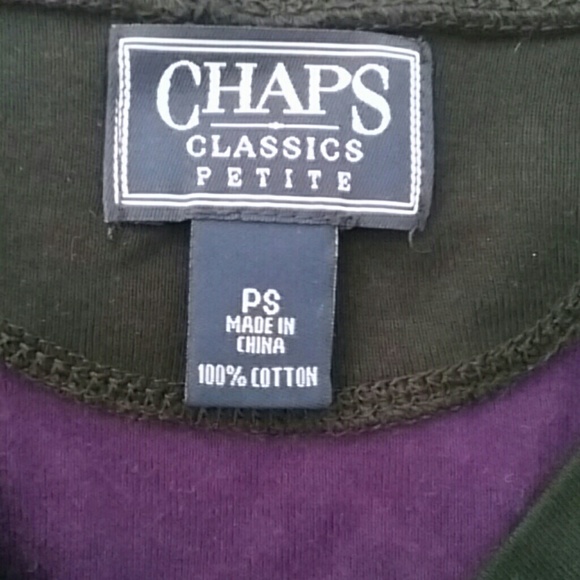 CHAPS
CLASSICS
PETITE
PS
MADE IN
CHINA
100% COTTON